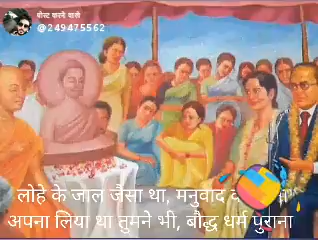 पोस्ट करने वाले
@249475562
लोहे के जाल जैसा था, मनुवाद
अपना लिया था तुमने भी, बौद्ध धर्म पुराना